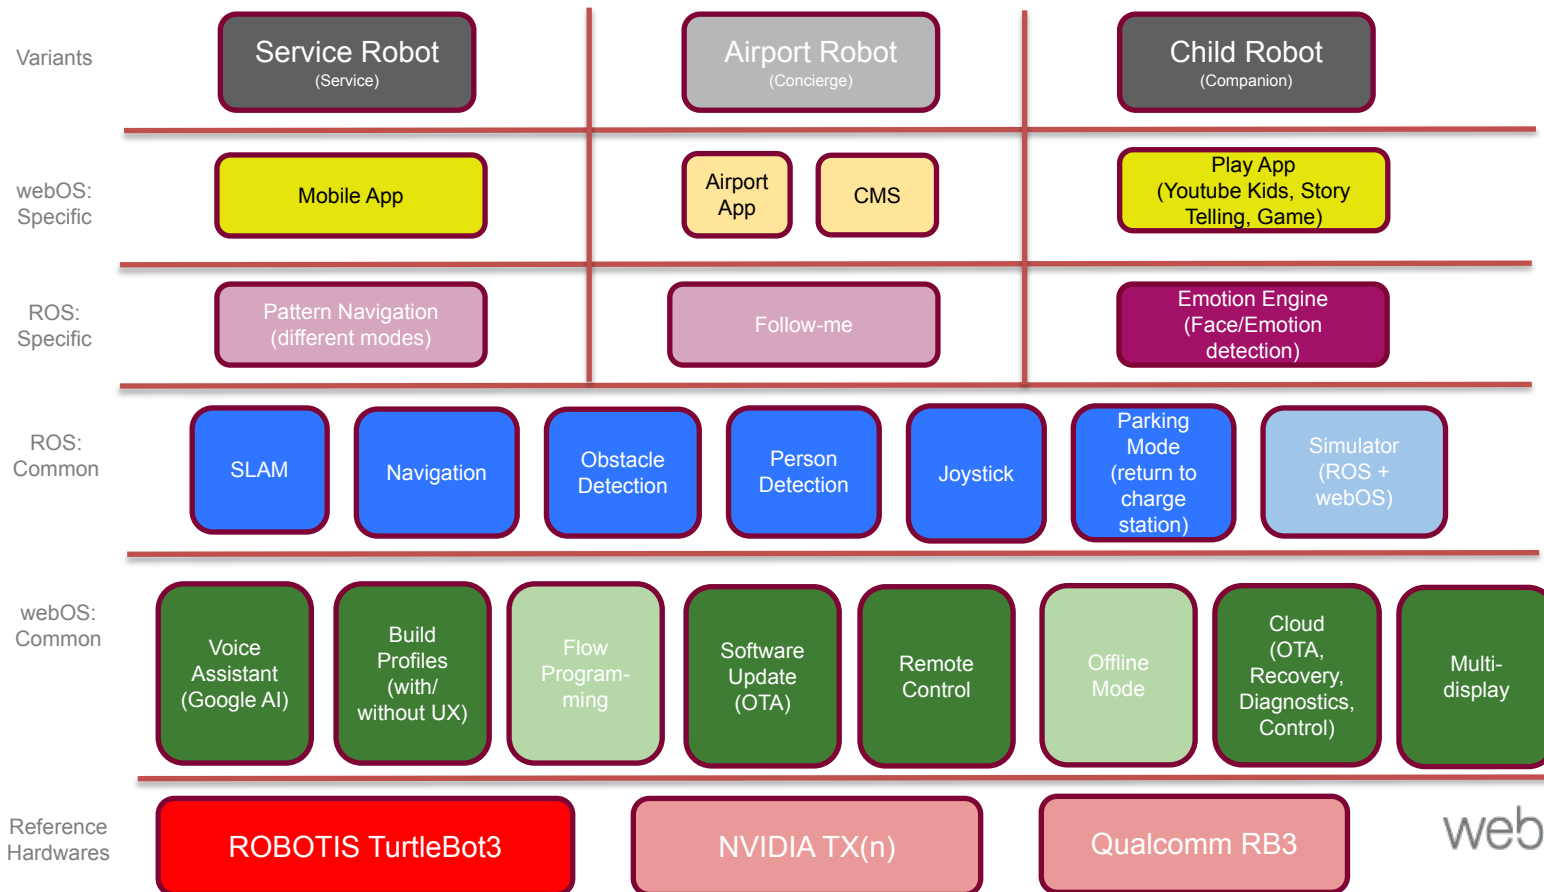 Variants
Service Robot
(Service)
Airport Robot
(Concierge)
Child Robot
(Companion)
webOS:
Specific
Mobile App
Airport
App
CMS
Play App
(Youtube Kids, Story
Telling, Game)
ROS:
Specific
Pattern Navigation
(different modes)
Follow-me
Emotion Engine
(Face/Emotion
detection)
ROS:
Common
SLAM
Navigation
Obstacle
Detection
Person
Detection
Joystick
Parking
Mode
(return to
charge
station)
Simulator
(ROS +
webOS)
webOS:
Common
Voice
Assistant
(Google AI)
Build
Profiles
(with/
without UX)
Flow
Program-
ming
Software
Update
(OTA)
Remote
Control
Offline
Mode
Cloud
(OTA,
Recovery,
Diagnostics,
Control)
Multi-
display
Reference
Hardwares
ROBOTIS TurtleBot3
NVIDIA TX(n)
Qualcomm RB3
web